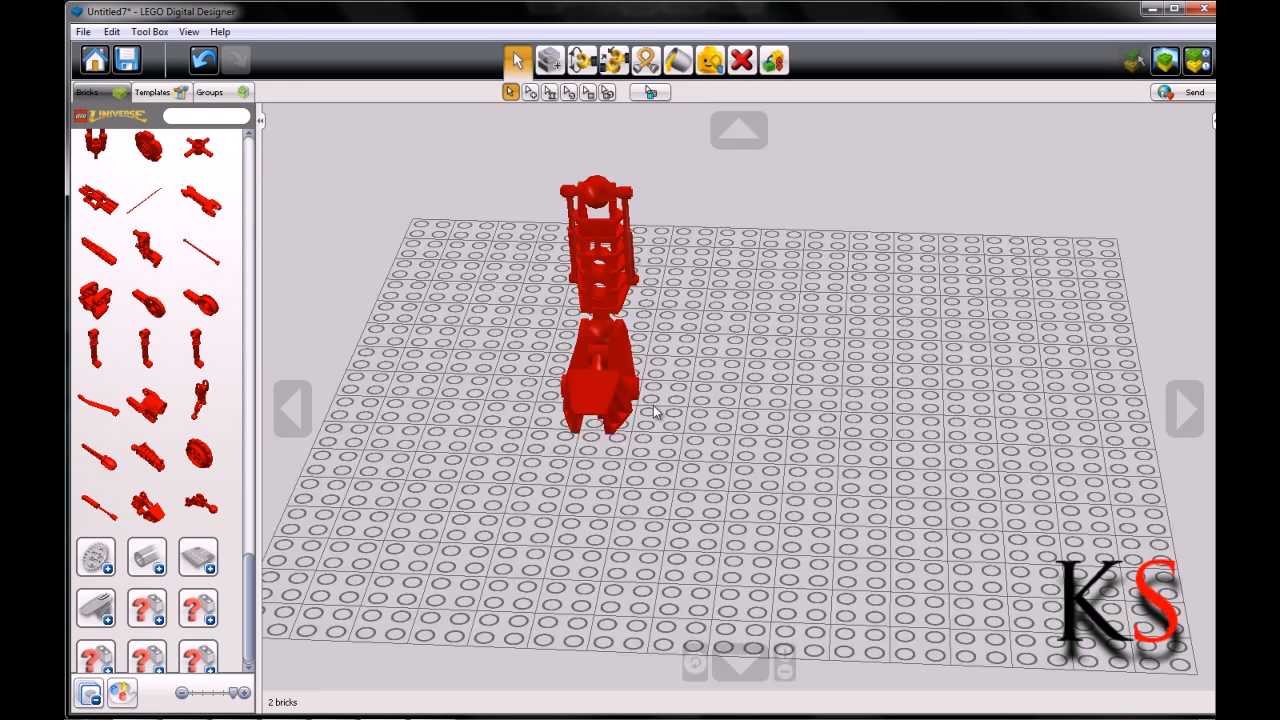 Untitled7* - LEGO Digital Designer
File Edit Tool Box View Help
Bricks Templates Groups
LEGO UNIVERSE
Send
2 bricks
KS